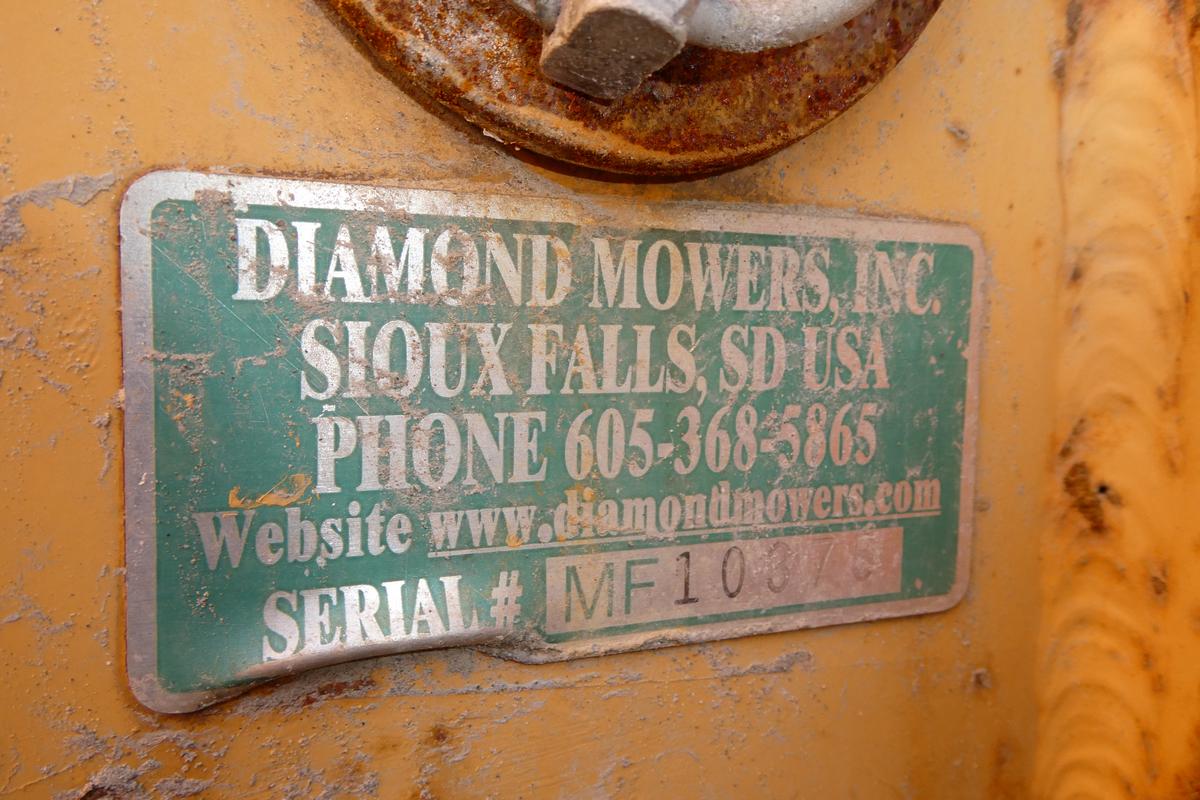 DIAMOND MOWERS, INC.
SIOUX FALLS, SD USA
PHONE 605-368-5865
Website www.diamondmowers.com
SERIAL #